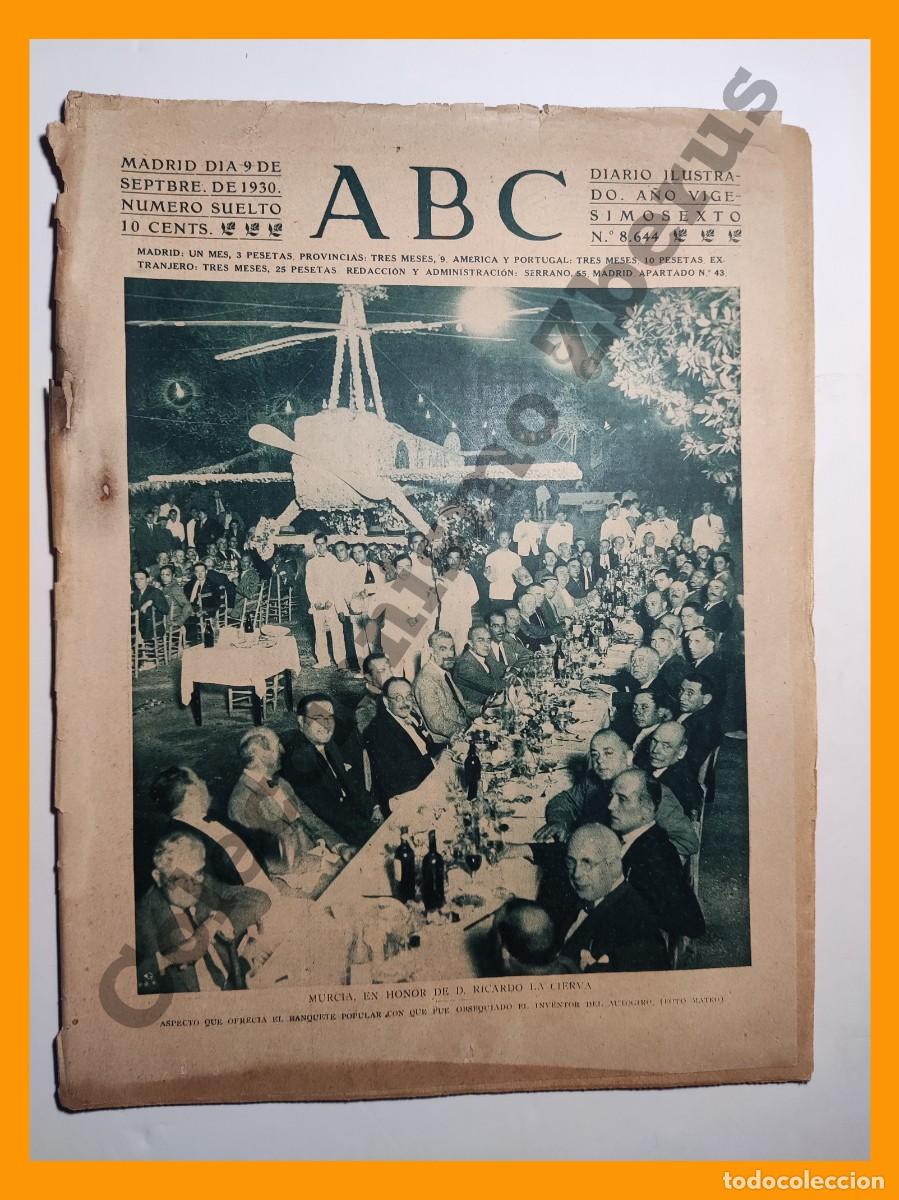 MADRID DIA 9 DE
SEPTBRE. DE 1930.
NUMERO SUELTO
10 CENTS.
ABC
DIARIO ILUSTRA-
DO. AÑO VIGE-
SIMOSEXTO
N.º 8.644
MADRID: UN MES, 3 PESETAS. PROVINCIAS: TRES MESES, 9. AMERICA Y PORTUGAL: TRES MESES, 10 PESETAS. EX-
TRANJERO: TRES MESES, 25 PESETAS. REDACCIÓN Y ADMINISTRACIÓN: SERRANO, 55, MADRID. APARTADO N.º 43.
MURCIA. EN HONOR DE D. RICARDO LA CIERVA
ASPECTO QUE OFRECIA EL BANQUETE POPULAR CON QUE FUE OBSEQUIADO EL INVENTOR DEL AUTOGIRO. (FOTO MATEO)
todocoleccion